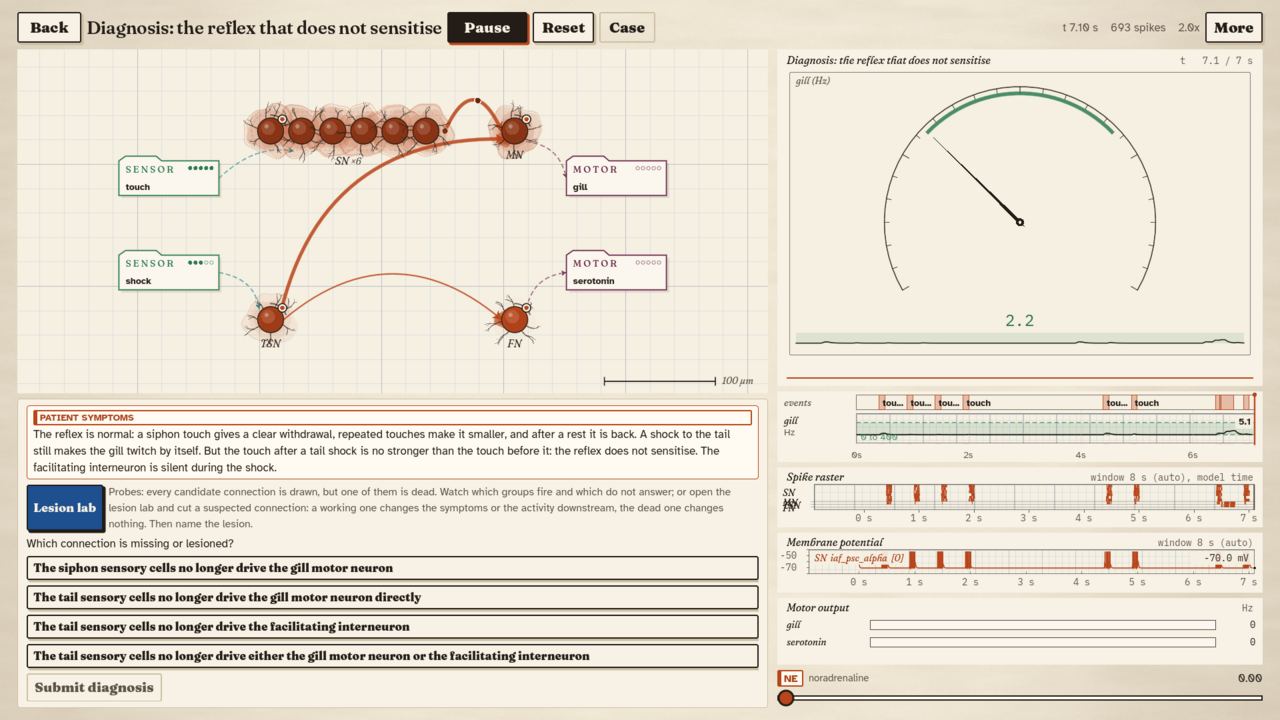 Back
Diagnosis: the reflex that does not sensitise
Pause
Reset
Case
t 7.10 s 693 spikes 2.0x
More
SN ×6
MN
SENSOR
touch
MOTOR
gill
SENSOR
shock
MOTOR
serotonin
TSN
FN
100 µm
PATIENT SYMPTOMS
The reflex is normal: a siphon touch gives a clear withdrawal, repeated touches make it smaller, and after a rest it is back. A shock to the tail
still makes the gill twitch by itself. But the touch after a tail shock is no stronger than the touch before it: the reflex does not sensitise. The
facilitating interneuron is silent during the shock.
Lesion lab
Probes: every candidate connection is drawn, but one of them is dead. Watch which groups fire and which do not answer; or open the
lesion lab and cut a suspected connection: a working one changes the symptoms or the activity downstream, the dead one changes
nothing. Then name the lesion.
Which connection is missing or lesioned?
The siphon sensory cells no longer drive the gill motor neuron
The tail sensory cells no longer drive the gill motor neuron directly
The tail sensory cells no longer drive the facilitating interneuron
The tail sensory cells no longer drive either the gill motor neuron or the facilitating interneuron
Submit diagnosis
Diagnosis: the reflex that does not sensitise
t 7.1 / 7 s
gill (Hz)
2.2
events
tou... tou... tou... touch tou... touch
gill
Hz
5.1
0 to 400
0s 2s 4s 6s
Spike raster
window 8 s (auto), model time
SN
FN
0 s 1 s 2 s 3 s 4 s 5 s 6 s 7 s
Membrane potential
window 8 s (auto)
-50
-70
SN iaf_psc_alpha [0]
-70.0 mV
0 s 1 s 2 s 3 s 4 s 5 s 6 s 7 s
Motor output
Hz
gill 0
serotonin 0
NE noradrenaline 0.00